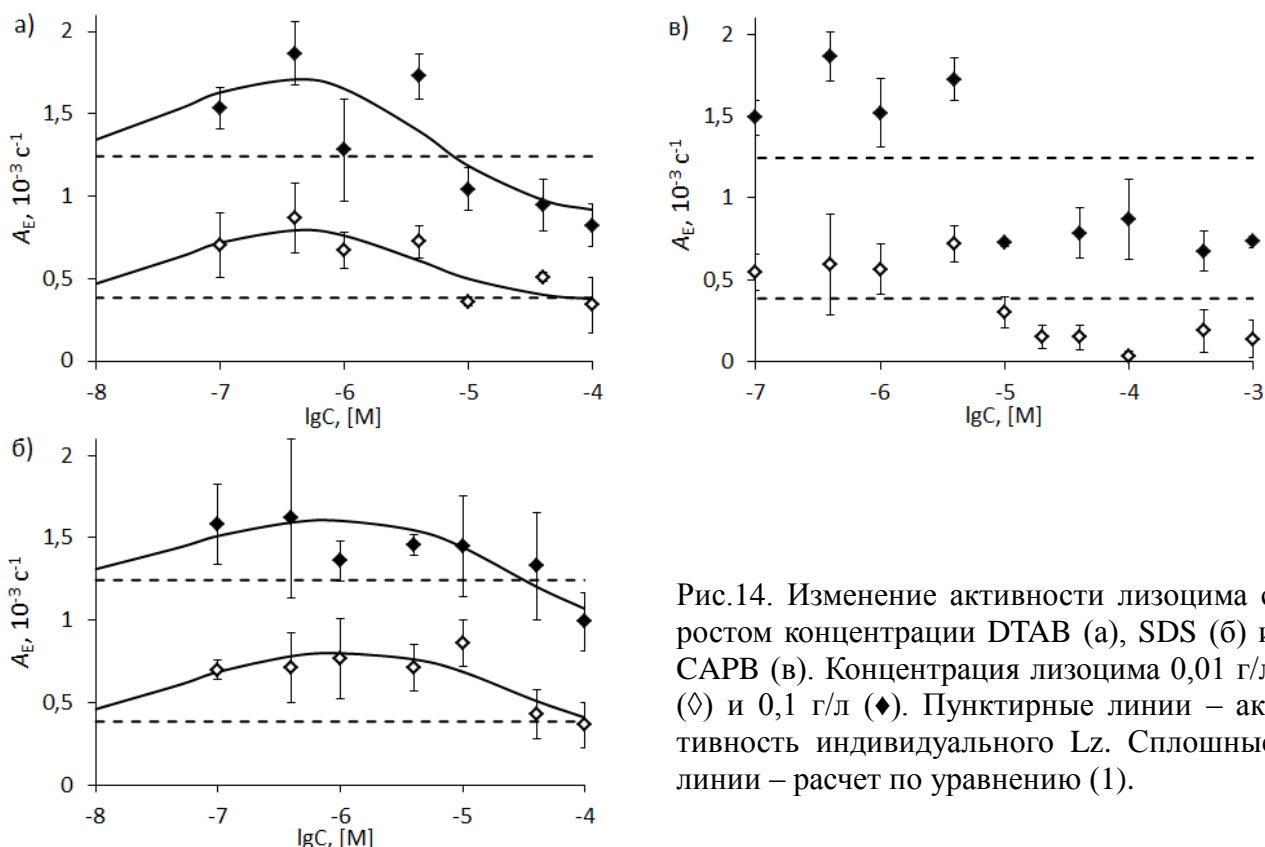 а)
2
1,5
1
0,5
0
A_E, 10⁻³ с⁻¹
-8 -7 -6 -5 -4
lgC, [M]
в)
2
1,5
1
0,5
0
A_E, 10⁻³ с⁻¹
-7 -6 -5 -4 -3
lgC, [M]
б)
2
1,5
1
0,5
0
A_E, 10⁻³ с⁻¹
-8 -7 -6 -5 -4
lgC, [M]
Рис.14. Изменение активности лизоцима с
ростом концентрации DTAB (а), SDS (б) и
CAPB (в). Концентрация лизоцима 0,01 г/л
(◊) и 0,1 г/л (♦). Пунктирные линии – ак
тивность индивидуального Lz. Сплошные
линии – расчет по уравнению (1).